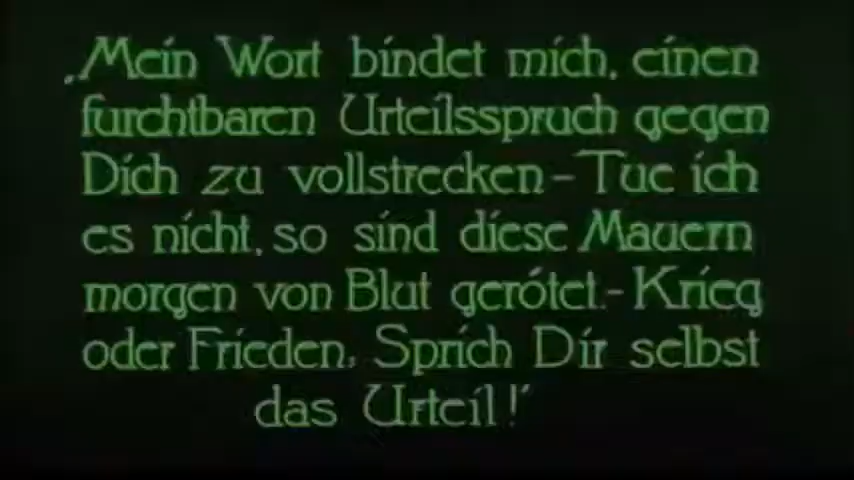 „Mein Wort bindet mich, einen
furchtbaren Urteilsspruch gegen
Dich zu vollstrecken – Tue ich
es nicht, so sind diese Mauern
morgen von Blut gerötet. – Krieg
oder Frieden, Sprich Dir selbst
das Urteil!“